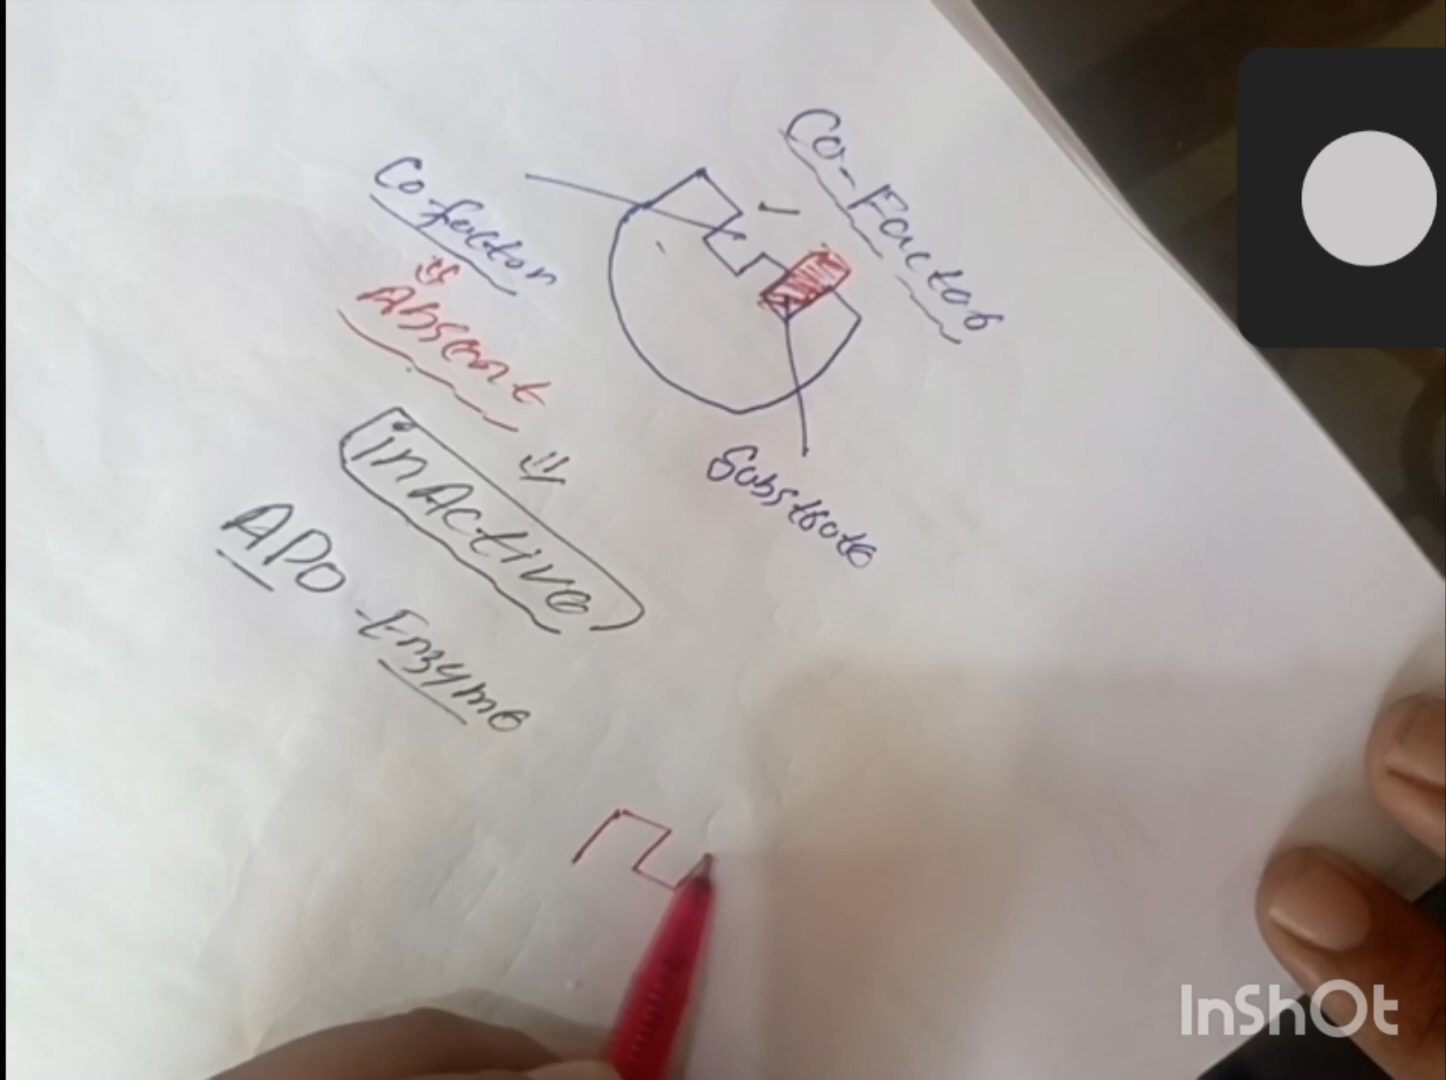 Co-Factor
Co-factor
Absent
inActive
APO-Enzyme
Substrate
InShOt